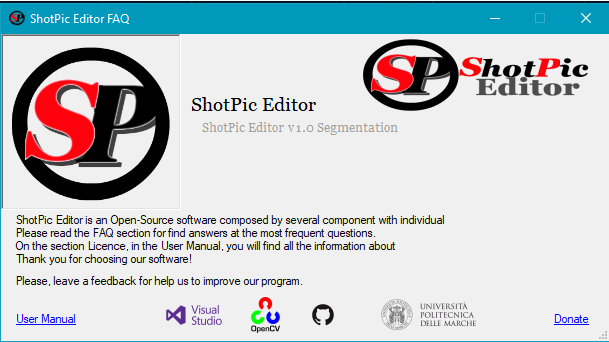 ShotPic Editor FAQ
SP
SP
ShotPic
Editor
ShotPic Editor
ShotPic Editor v1.0 Segmentation
ShotPic Editor is an Open-Source software composed by several component with individual
Please read the FAQ section for find answers at the most frequent questions.
On the section Licence, in the User Manual, you will find all the information about
Thank you for choosing our software!
Please, leave a feedback for help us to improve our program.
User Manual
Visual
Studio
OpenCV
UNIVERSITÀ
POLITECNICA
DELLE MARCHE
Donate